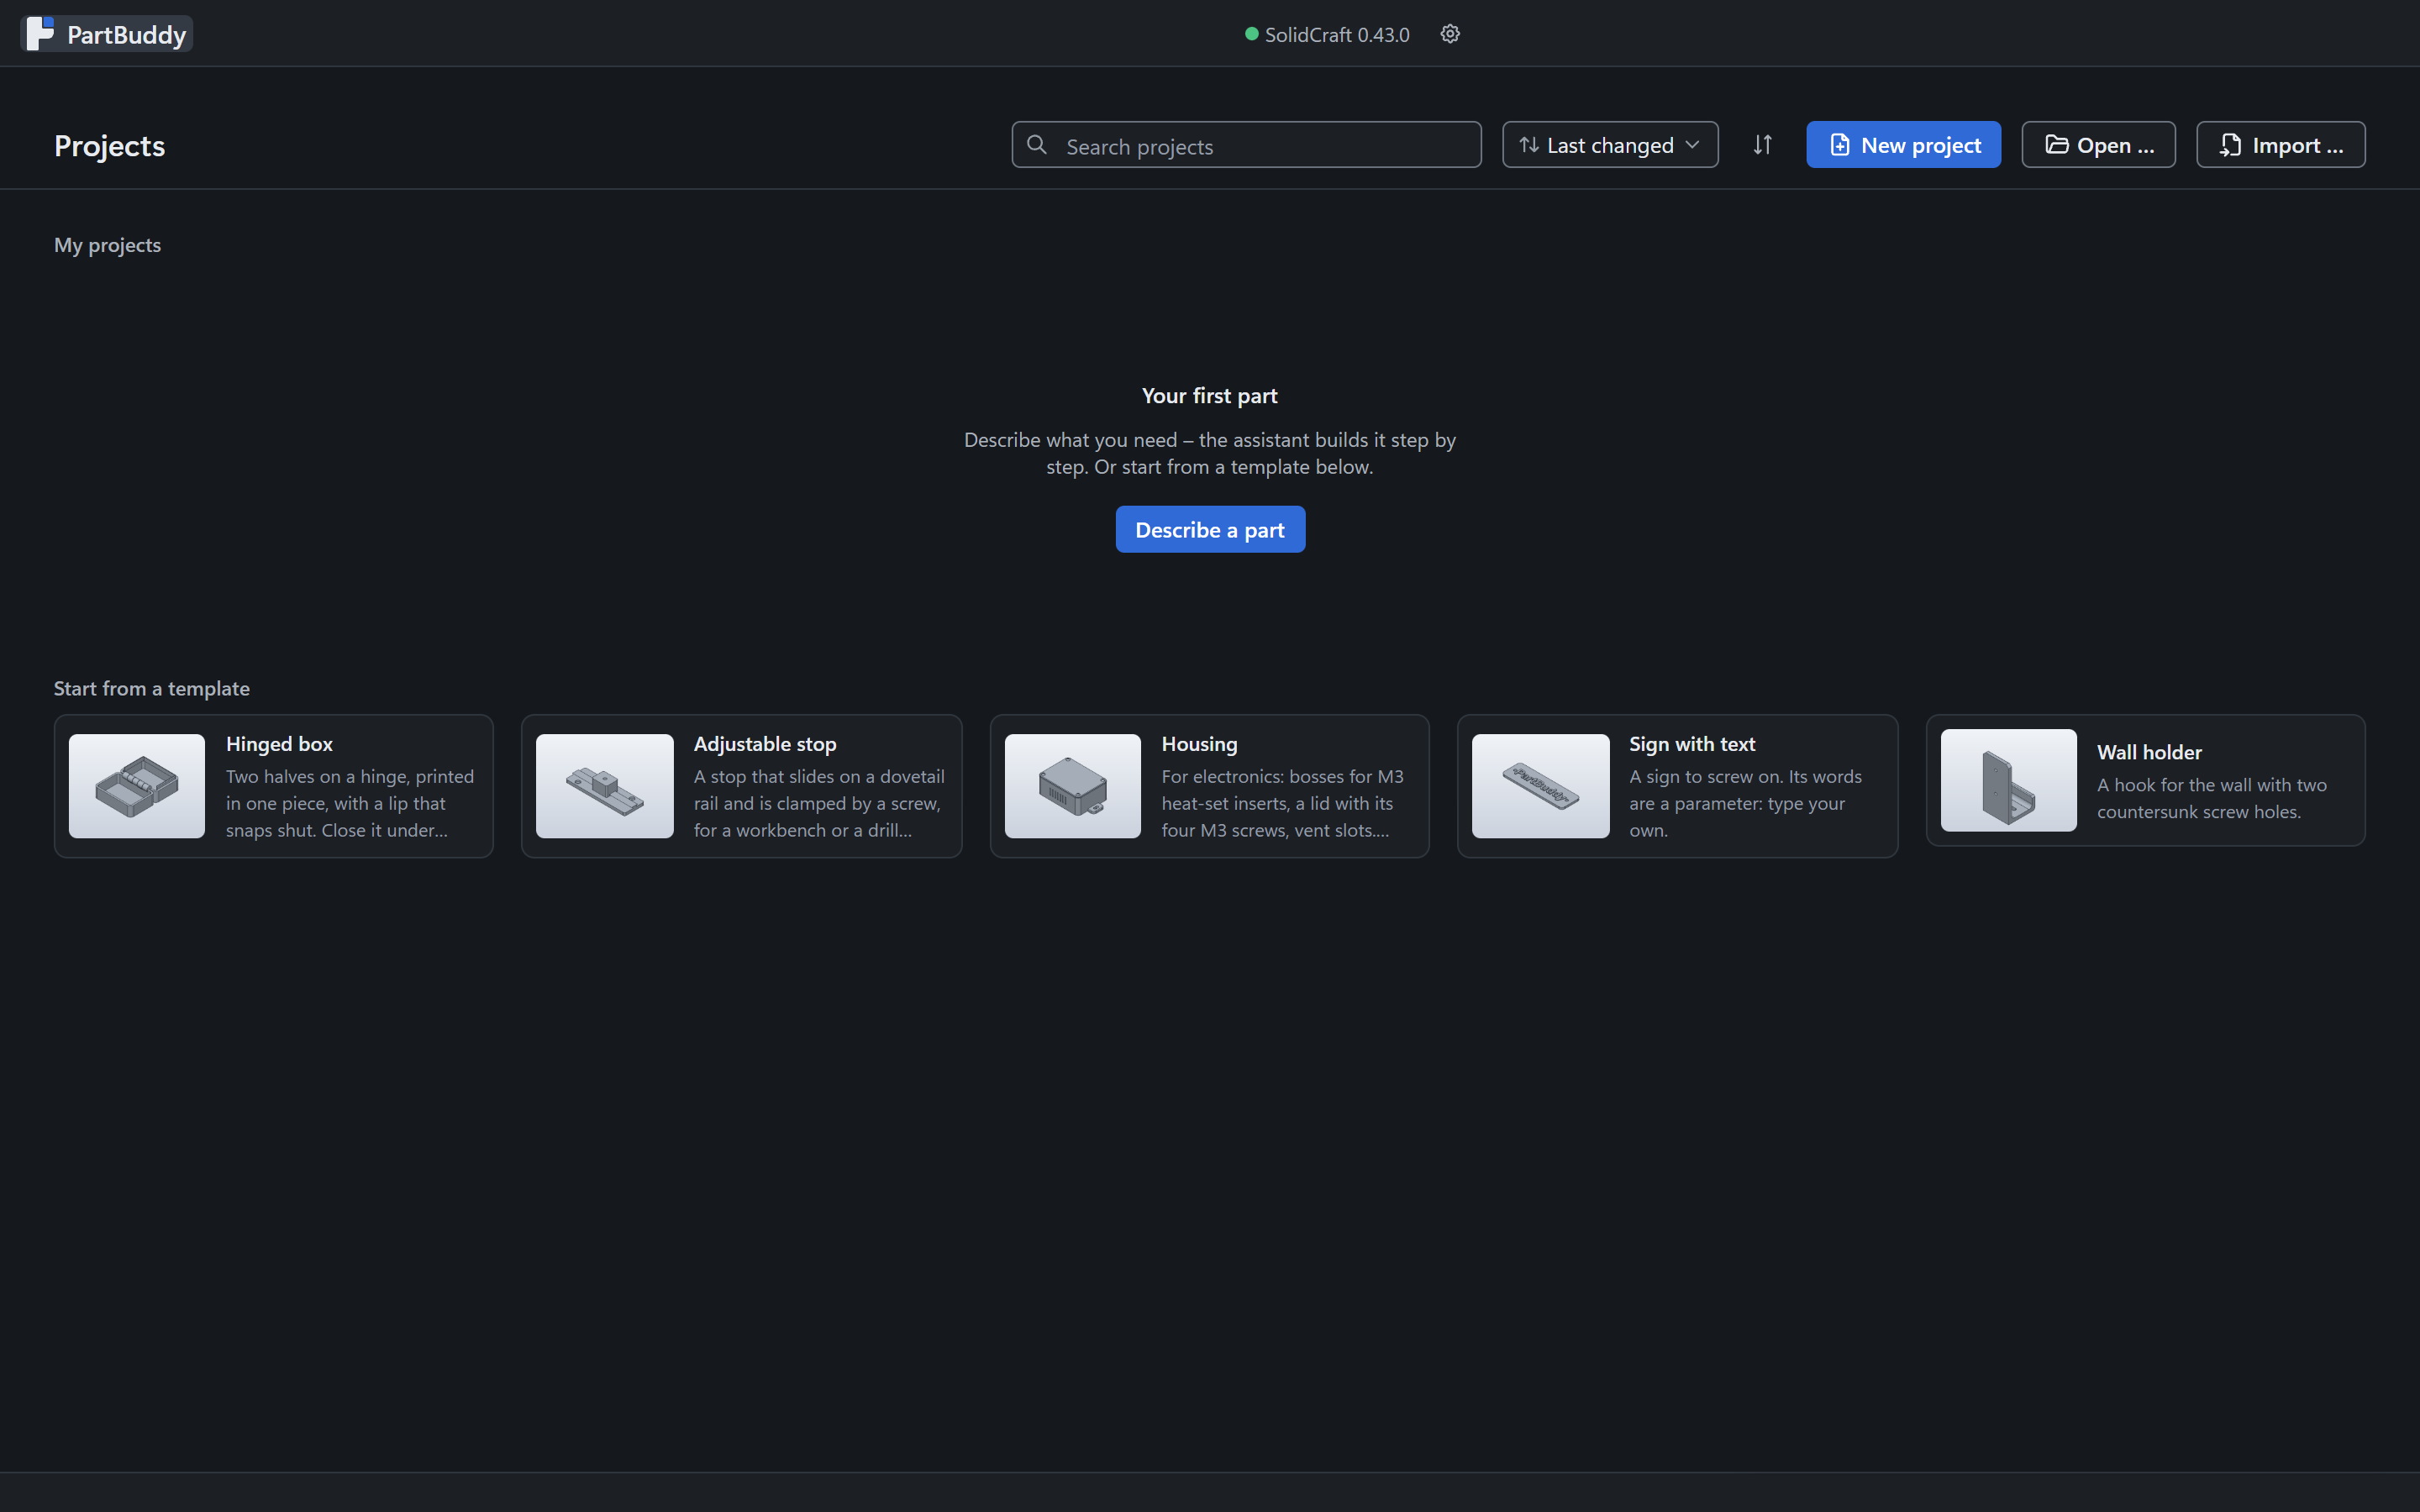 PartBuddy
SolidCraft 0.43.0
Projects
Search projects
Last changed
New project
Open ...
Import ...
My projects
Your first part
Describe what you need – the assistant builds it step by
step. Or start from a template below.
Describe a part
Start from a template
Hinged box
Two halves on a hinge, printed
in one piece, with a lip that
snaps shut. Close it under...
Adjustable stop
A stop that slides on a dovetail
rail and is clamped by a screw,
for a workbench or a drill...
Housing
For electronics: bosses for M3
heat-set inserts, a lid with its
four M3 screws, vent slots....
PartBuddy
Sign with text
A sign to screw on. Its words
are a parameter: type your
own.
Wall holder
A hook for the wall with two
countersunk screw holes.